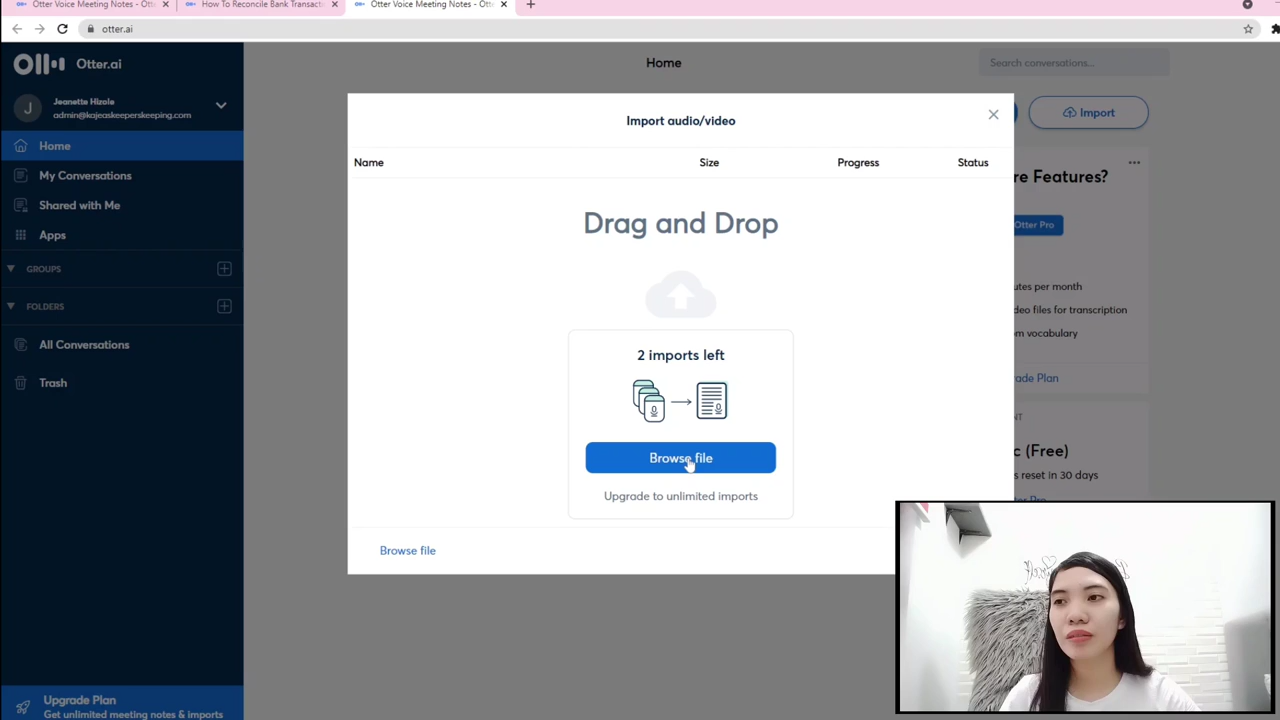 Otter Voice Meeting Notes - Otter
How To Reconcile Bank Transact
Otter Voice Meeting Notes - Ott
otter.ai
Otter.ai
Home
Search conversations...
J
Jeanette Hizole
admin@kajeaskeeperskeeping.com
Import
Import audio/video
Home
Name
Size
Progress
Status
My Conversations
re Features?
Shared with Me
Drag and Drop
Otter Pro
Apps
GROUPS
utes per month
FOLDERS
deo files for transcription
m vocabulary
All Conversations
2 imports left
Trash
ade Plan
NT
c (Free)
Browse file
s reset in 30 days
Upgrade to unlimited imports
Browse file
Upgrade Plan
Get unlimited meeting notes & imports